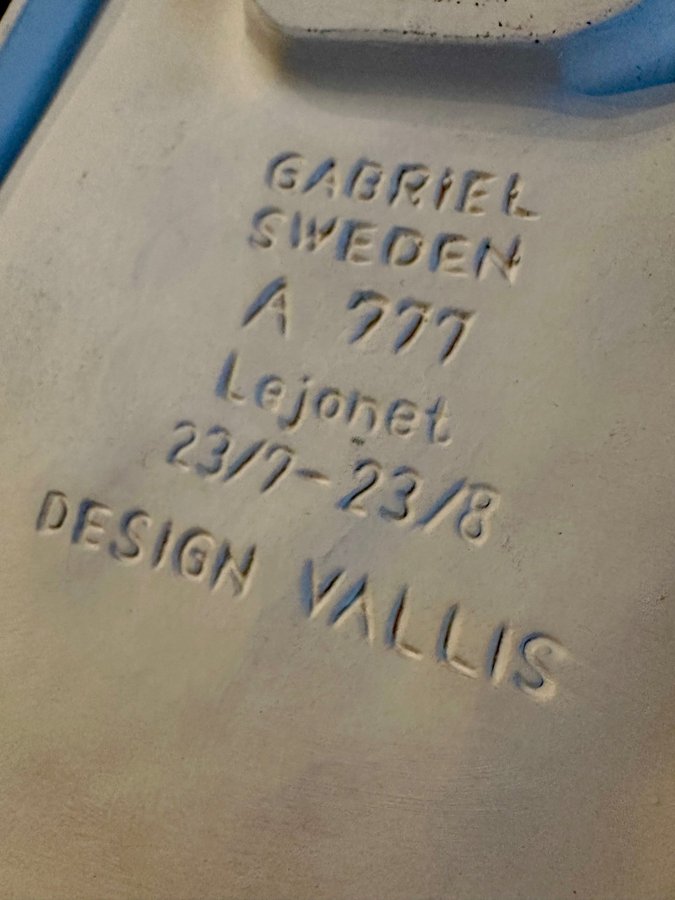 GABRIEL
SWEDEN
A 777
Lejonet
23/7-23/8
DESIGN VALLIS